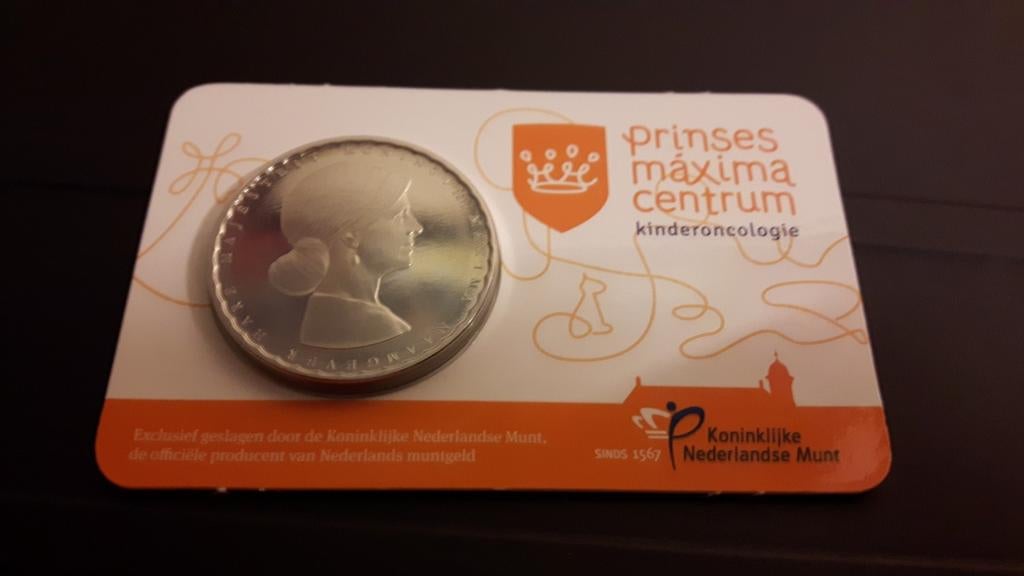 prinses
máxima
centrum
kinderoncologie
Exclusief geslagen door de Koninklijke Nederlandse Munt,
de officiële producent van Nederlands muntgeld
SINDS 1567
Koninklijke
Nederlandse Munt